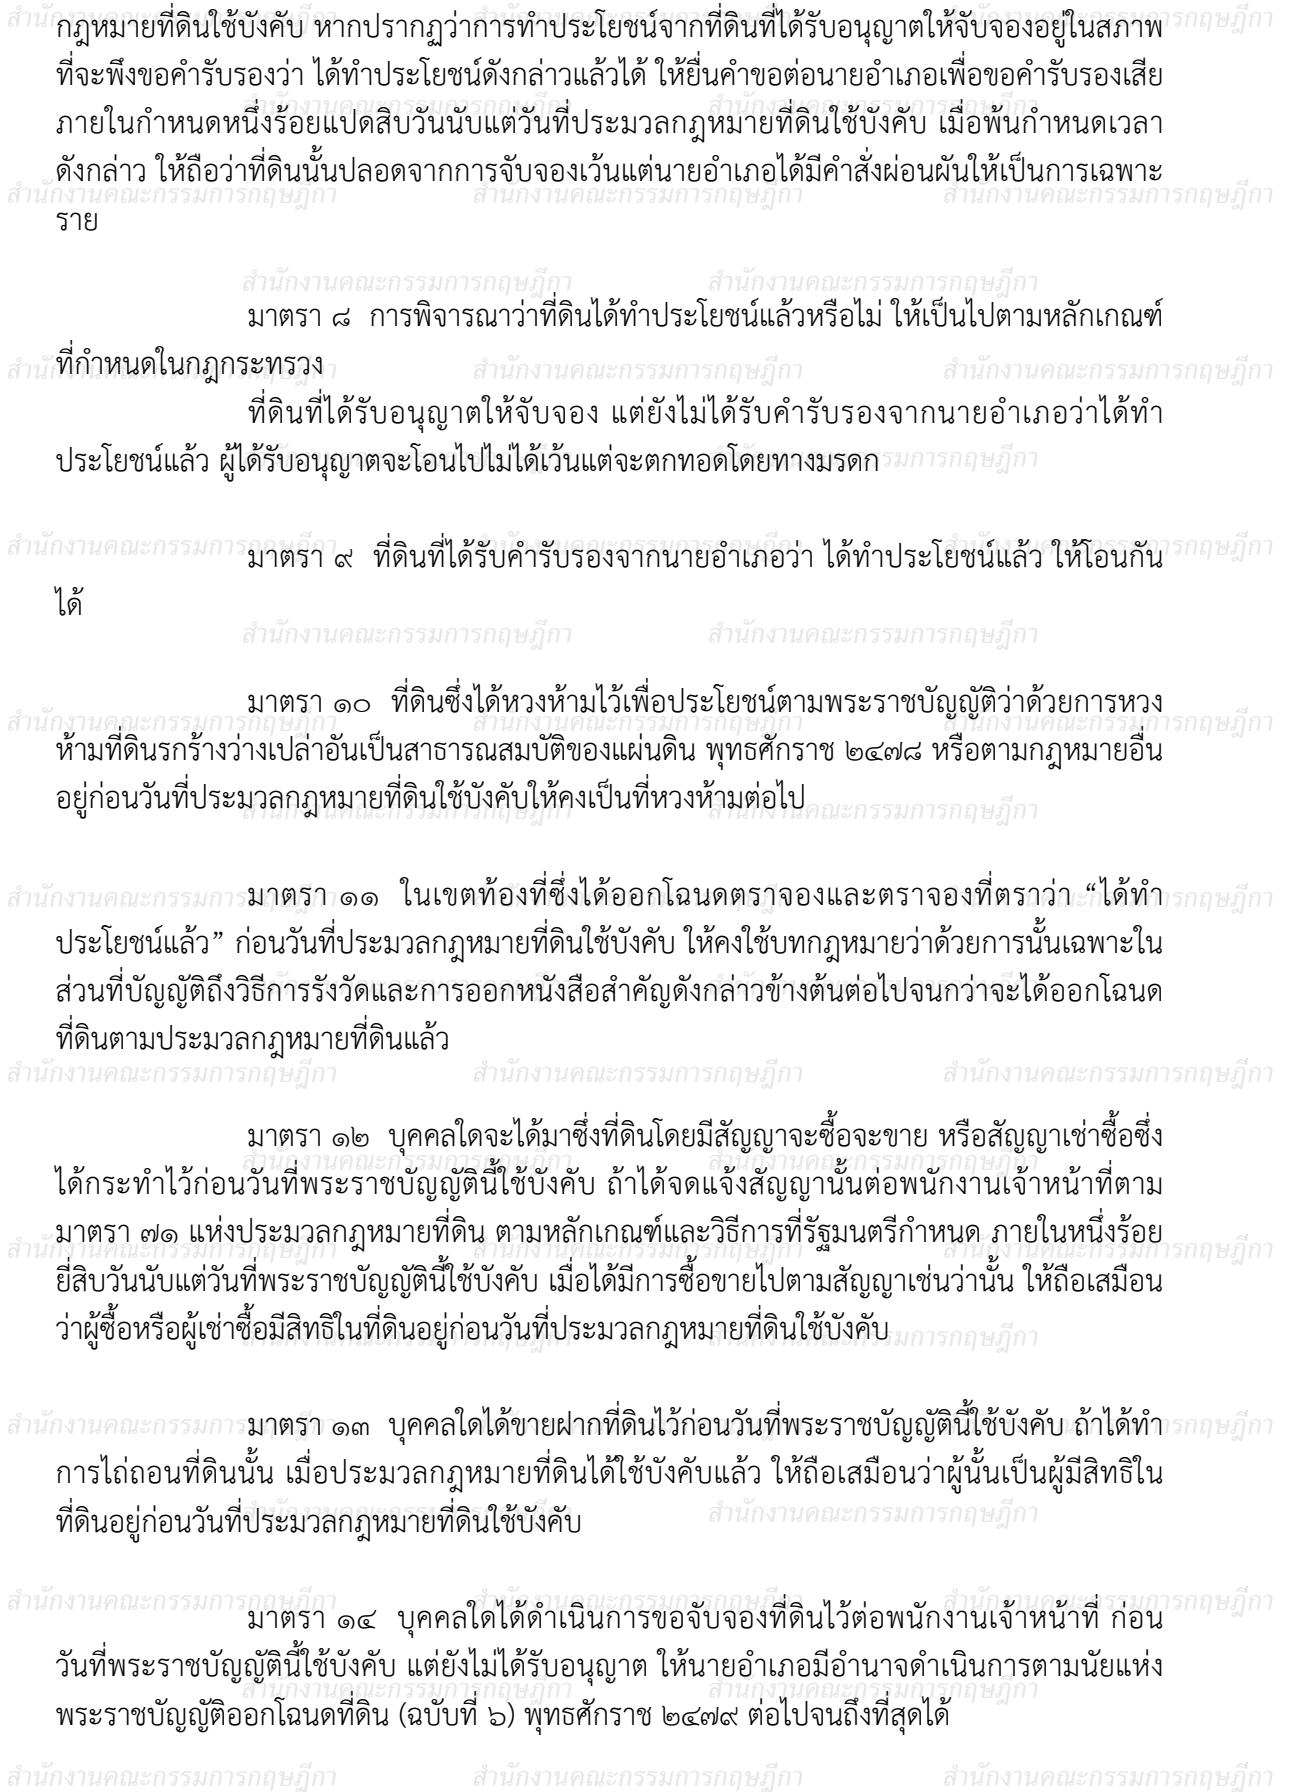 กฎหมายที่ดินใช้บังคับ หากปรากฏว่าการทำประโยชน์จากที่ดินที่ได้รับอนุญาตให้จับจองอยู่ในสภาพ
ที่จะพึงขอคำรับรองว่า ได้ทำประโยชน์ดังกล่าวแล้วได้ ให้ยื่นคำขอต่อนายอำเภอเพื่อขอคำรับรองเสีย
ภายในกำหนดหนึ่งร้อยแปดสิบวันนับแต่วันที่ประมวลกฎหมายที่ดินใช้บังคับ เมื่อพ้นกำหนดเวลา
ดังกล่าว ให้ถือว่าที่ดินนั้นปลอดจากการจับจองเว้นแต่นายอำเภอได้มีคำสั่งผ่อนผันให้เป็นการเฉพาะ
ราย
มาตรา ๘ การพิจารณาว่าที่ดินได้ทำประโยชน์แล้วหรือไม่ ให้เป็นไปตามหลักเกณฑ์
ที่กำหนดในกฎกระทรวง
ที่ดินที่ได้รับอนุญาตให้จับจอง แต่ยังไม่ได้รับคำรับรองจากนายอำเภอว่าได้ทำ
ประโยชน์แล้ว ผู้ได้รับอนุญาตจะโอนไปไม่ได้เว้นแต่จะตกทอดโดยทางมรดก
มาตรา ๙ ที่ดินที่ได้รับคำรับรองจากนายอำเภอว่า ได้ทำประโยชน์แล้ว ให้โอนกัน
ได้
มาตรา ๑๐ ที่ดินซึ่งได้หวงห้ามไว้เพื่อประโยชน์ตามพระราชบัญญัติว่าด้วยการหวง
ห้ามที่ดินรกร้างว่างเปล่าอันเป็นสาธารณสมบัติของแผ่นดิน พุทธศักราช ๒๔๗๘ หรือตามกฎหมายอื่น
อยู่ก่อนวันที่ประมวลกฎหมายที่ดินใช้บังคับให้คงเป็นที่หวงห้ามต่อไป
มาตรา ๑๑ ในเขตท้องที่ซึ่งได้ออกโฉนดตราจองและตราจองที่ตราว่า “ได้ทำ
ประโยชน์แล้ว” ก่อนวันที่ประมวลกฎหมายที่ดินใช้บังคับ ให้คงใช้บทกฎหมายว่าด้วยการนั้นเฉพาะใน
ส่วนที่บัญญัติถึงวิธีการรังวัดและการออกหนังสือสำคัญดังกล่าวข้างต้นต่อไปจนกว่าจะได้ออกโฉนด
ที่ดินตามประมวลกฎหมายที่ดินแล้ว
มาตรา ๑๒ บุคคลใดจะได้มาซึ่งที่ดินโดยมีสัญญาจะซื้อจะขาย หรือสัญญาเช่าซื้อซึ่ง
ได้กระทำไว้ก่อนวันที่พระราชบัญญัตินี้ใช้บังคับ ถ้าได้จดแจ้งสัญญานั้นต่อพนักงานเจ้าหน้าที่ตาม
มาตรา ๗๑ แห่งประมวลกฎหมายที่ดิน ตามหลักเกณฑ์และวิธีการที่รัฐมนตรีกำหนด ภายในหนึ่งร้อย
ยี่สิบวันนับแต่วันที่พระราชบัญญัตินี้ใช้บังคับ เมื่อได้มีการซื้อขายไปตามสัญญาเช่นว่านั้น ให้ถือเสมือน
ว่าผู้ซื้อหรือผู้เช่าซื้อมีสิทธิในที่ดินอยู่ก่อนวันที่ประมวลกฎหมายที่ดินใช้บังคับ
มาตรา ๑๓ บุคคลใดได้ขายฝากที่ดินไว้ก่อนวันที่พระราชบัญญัตินี้ใช้บังคับ ถ้าได้ทำ
การไถ่ถอนที่ดินนั้น เมื่อประมวลกฎหมายที่ดินได้ใช้บังคับแล้ว ให้ถือเสมือนว่าผู้นั้นเป็นผู้มีสิทธิใน
ที่ดินอยู่ก่อนวันที่ประมวลกฎหมายที่ดินใช้บังคับ
มาตรา ๑๔ บุคคลใดได้ดำเนินการขอจับจองที่ดินไว้ต่อพนักงานเจ้าหน้าที่ ก่อน
วันที่พระราชบัญญัตินี้ใช้บังคับ แต่ยังไม่ได้รับอนุญาต ให้นายอำเภอมีอำนาจดำเนินการตามนัยแห่ง
พระราชบัญญัติออกโฉนดที่ดิน (ฉบับที่ ๖) พุทธศักราช ๒๔๗๙ ต่อไปจนถึงที่สุดได้
สำนักงานคณะกรรมการกฤษฎีกา สำนักงานคณะกรรมการกฤษฎีกา สำนักงานคณะกรรมการกฤษฎีกา